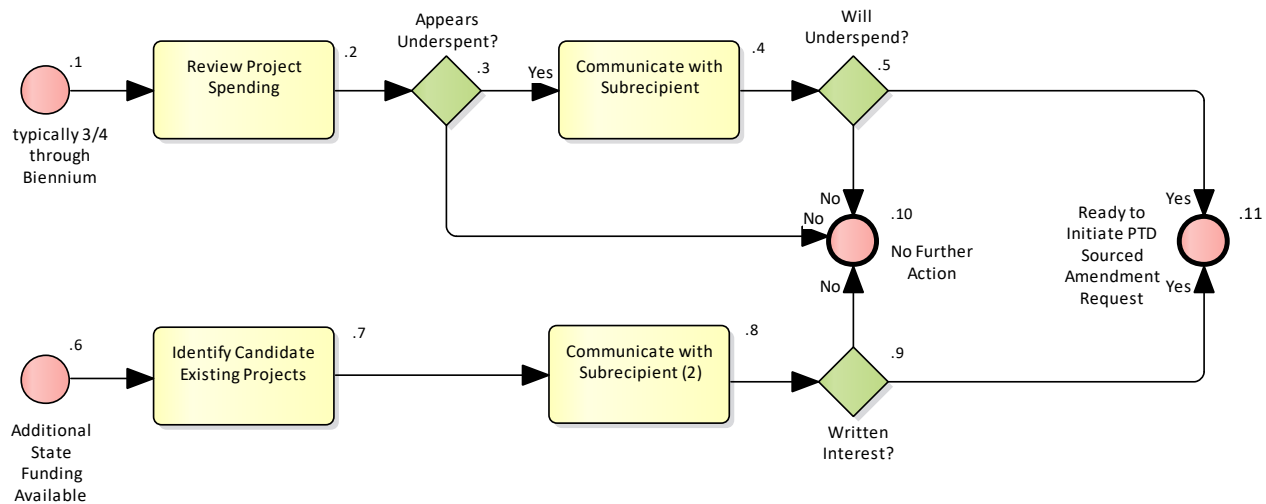 .1
typically 3/4
through
Biennium
Review Project
Spending
.2
Appears
Underspent?
.3
Yes
Communicate with
Subrecipient
.4
Will
Underspend?
.5
No
No
.10
No Further
Action
No
Yes
Ready to
Initiate PTD
Sourced
Amendment
Request
.11
Yes
.6
Additional
State
Funding
Available
Identify Candidate
Existing Projects
.7
Communicate with
Subrecipient (2)
.8
.9
Written
Interest?